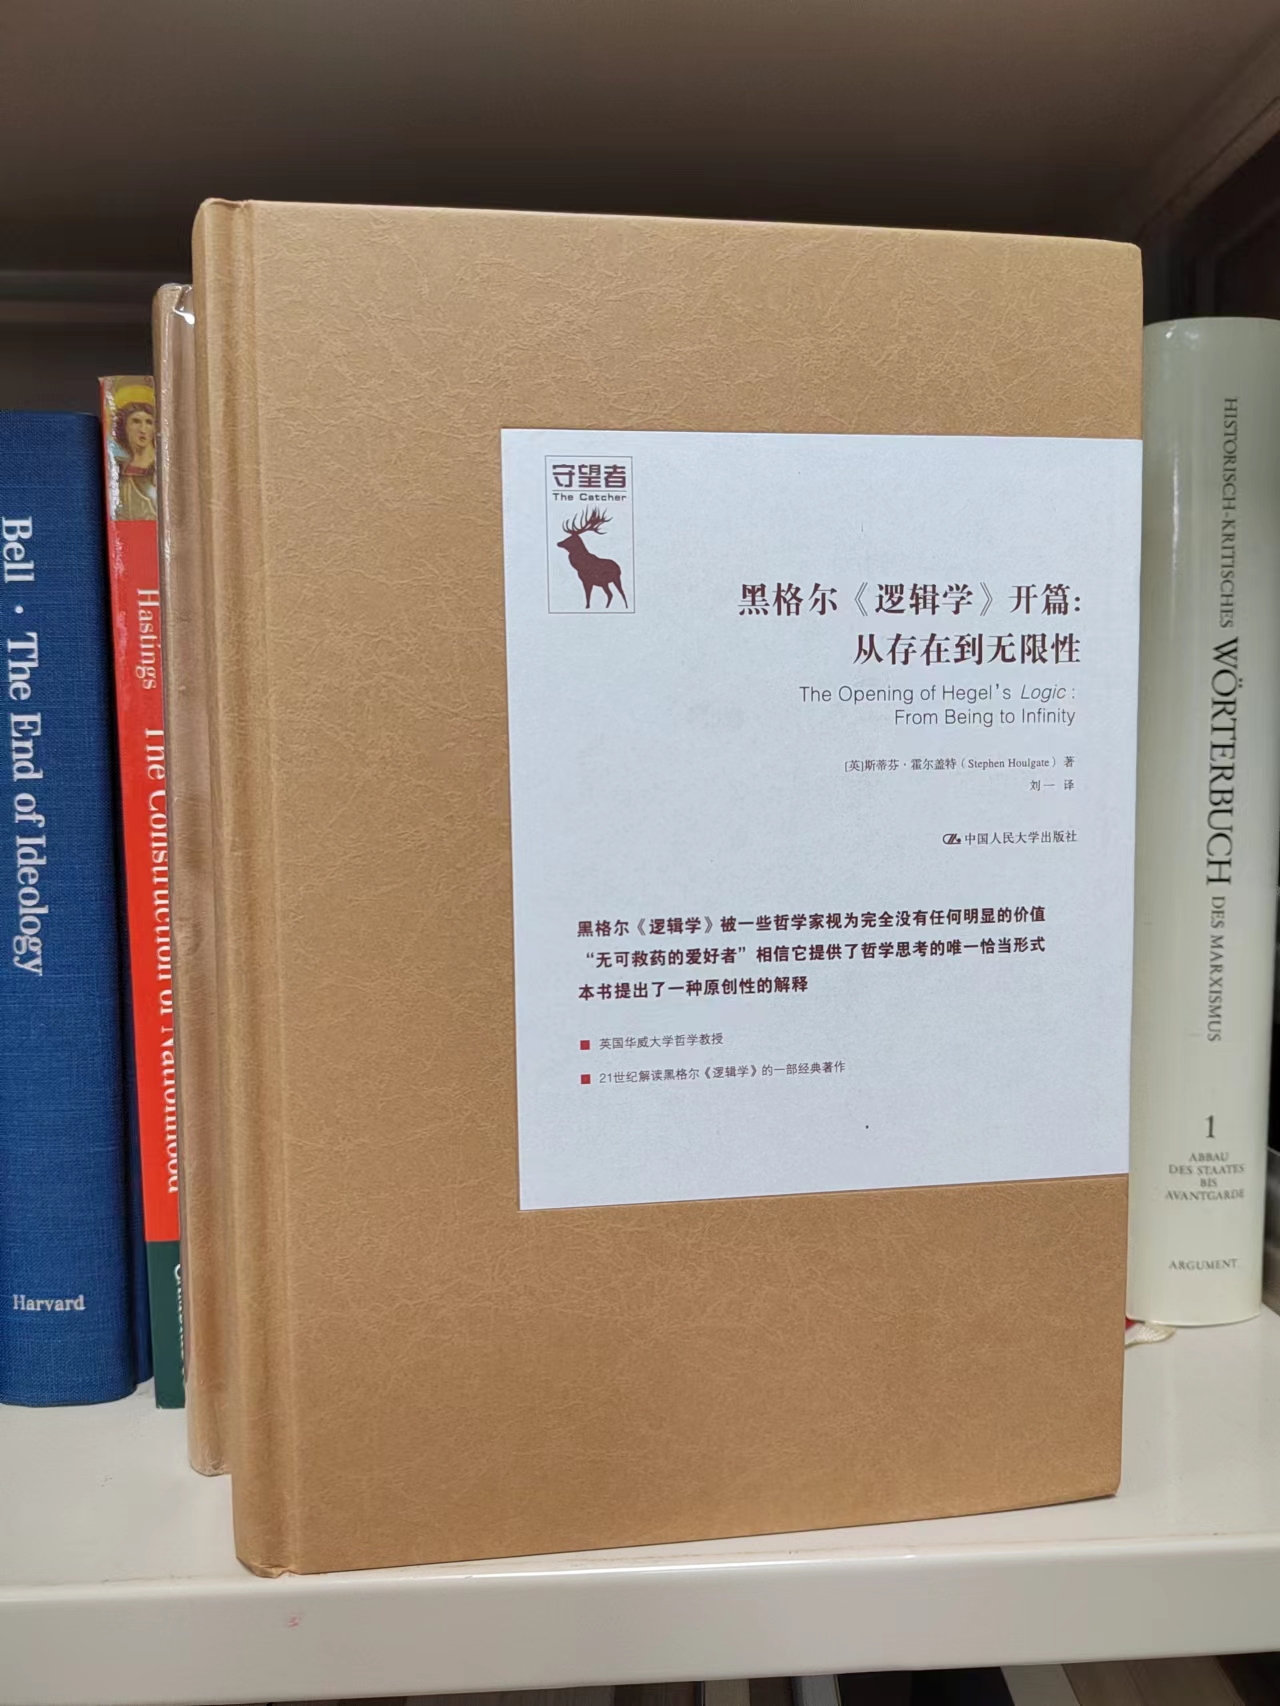 Bell · The End of Ideology
Harvard
Hastings
The Construction of Nationhood
守望者
The Catcher
黑格尔《逻辑学》开篇:
从存在到无限性
The Opening of Hegel's Logic :
From Being to Infinity
[英]斯蒂芬·霍尔盖特（Stephen Houlgate）著
刘一 译
中国人民大学出版社
黑格尔《逻辑学》被一些哲学家视为完全没有任何明显的价值
“无可救药的爱好者”相信它提供了哲学思考的唯一恰当形式
本书提出了一种原创性的解释
■ 英国华威大学哲学教授
■ 21世纪解读黑格尔《逻辑学》的一部经典著作
HISTORISCH-KRITISCHES WÖRTERBUCH DES MARXISMUS
1
ABBAU
DES STAATES
BIS
AVANTGARDE
ARGUMENT